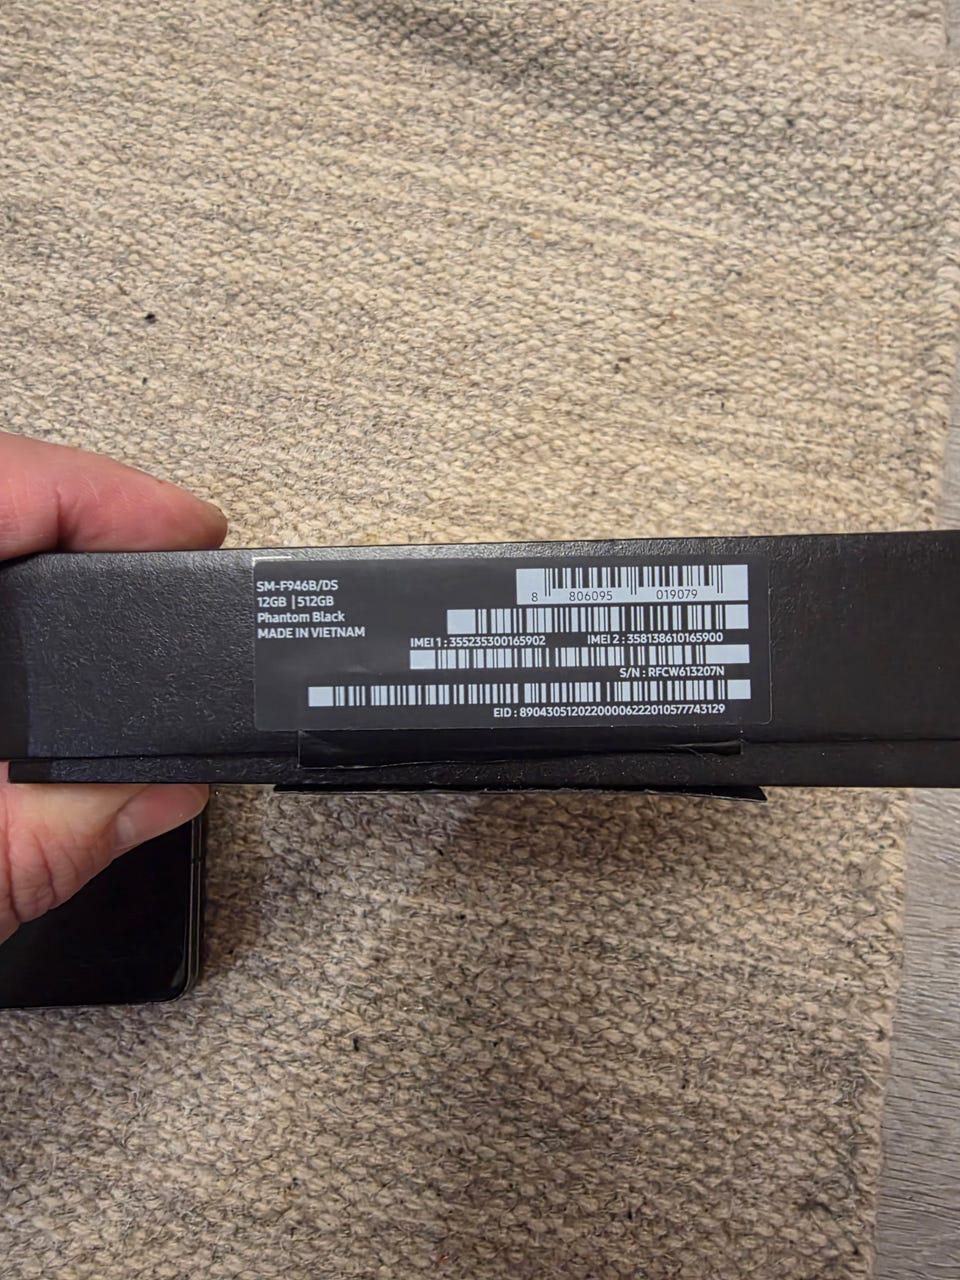 SM-F946B/DS
12GB | 512GB
Phantom Black
MADE IN VIETNAM
8 806095 019079
IMEI 1 : 355235300165902 IMEI 2 : 358138610165900
S/N : RFCW613207N
EID : 89043051202200006222010577743129